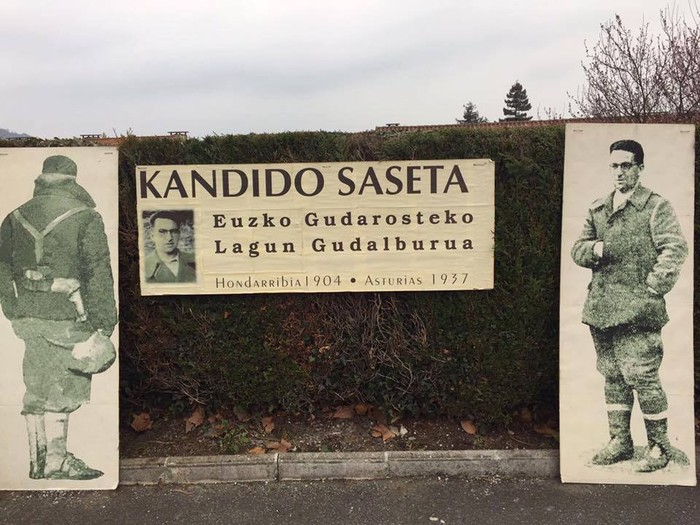 KANDIDO SASETA
Euzko Gudarosteko
Lagun Gudalburua
Hondarribia 1904 • Asturias 1937